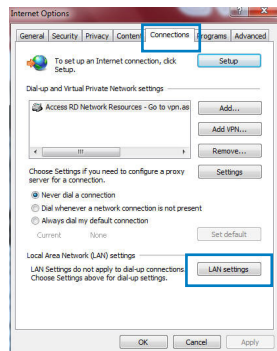 Internet Options
General Security Privacy Content Connections Programs Advanced
To set up an Internet connection, click Setup.
Setup
Dial-up and Virtual Private Network settings
Access RD Network Resources - Go to vpn.as
Add...
Add VPN...
Remove...
Choose Settings if you need to configure a proxy
server for a connection.
Settings
Never dial a connection
Dial whenever a network connection is not present
Always dial my default connection
Current None
Set default
Local Area Network (LAN) settings
LAN Settings do not apply to dial-up connections.
Choose Settings above for dial-up settings.
LAN settings
OK Cancel Apply